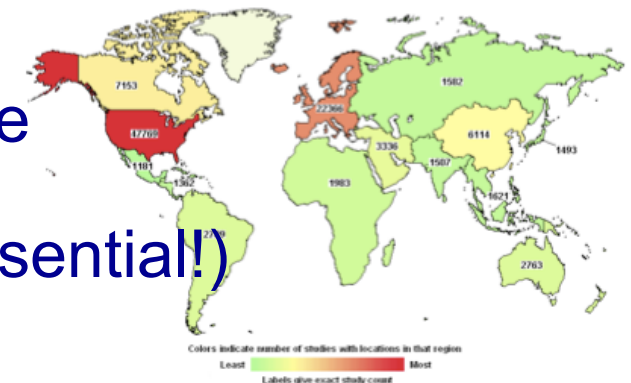 e
sential!)
7153
47760
1181
1362
22366
3336
1983
1582
6114
1507
1493
1621
2763
Colors indicate number of studies with locations in that region
Least
Most
Labels give exact study count